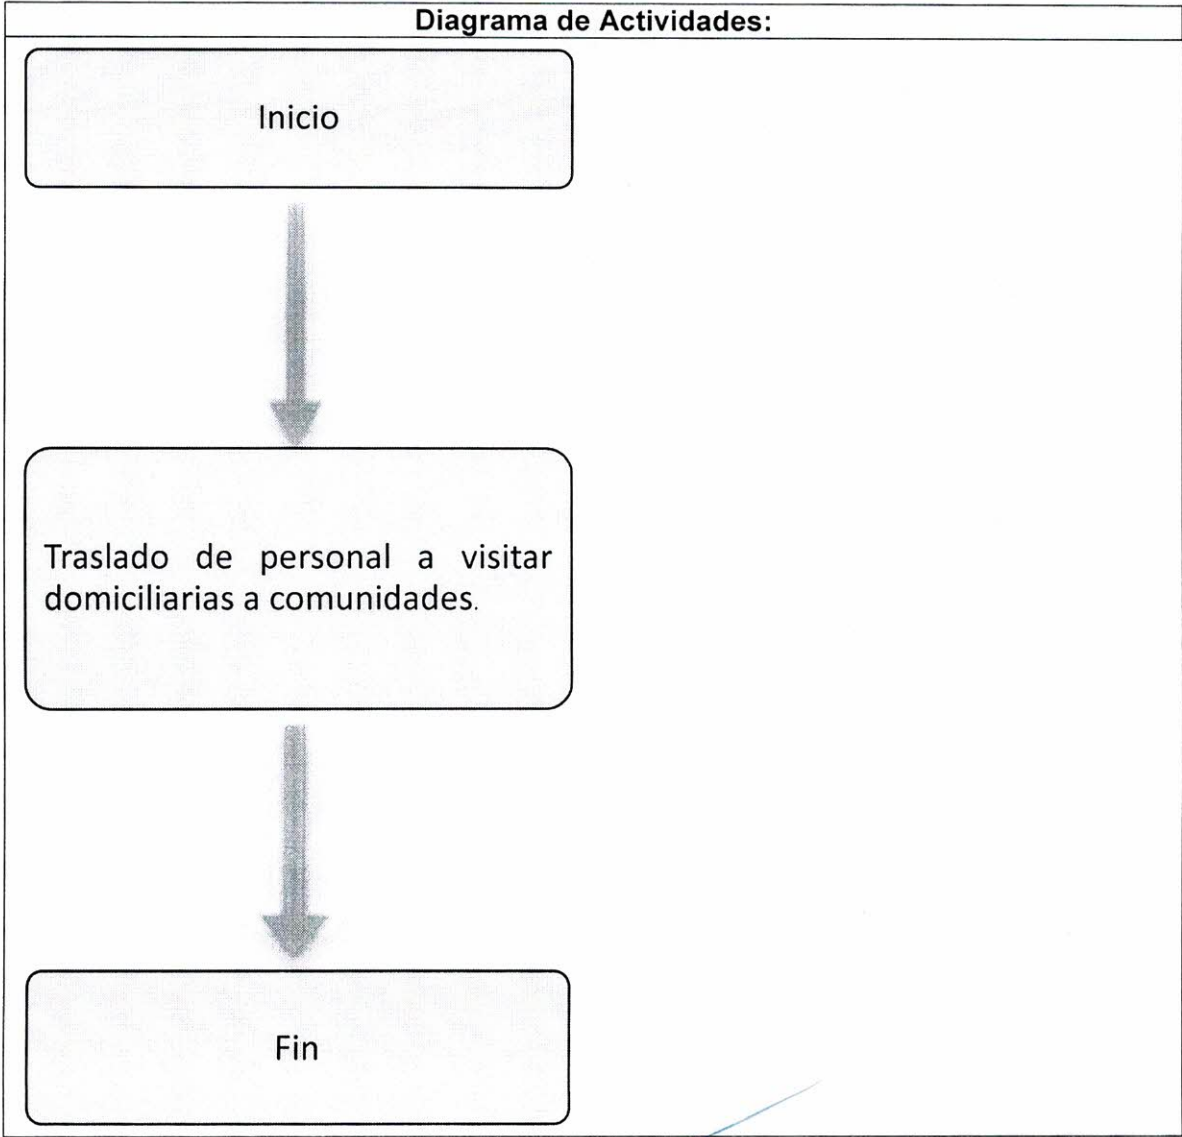 Diagrama de Actividades:
Inicio
Traslado de personal a visitar
domiciliarias a comunidades.
Fin